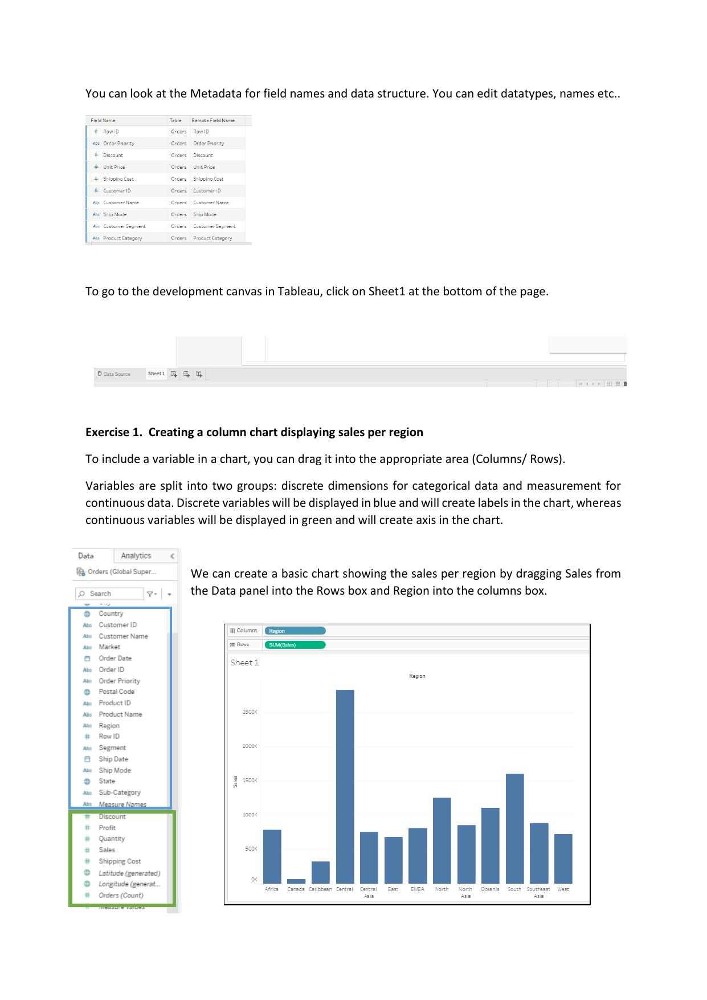 You can look at the Metadata for field names and data structure. You can edit datatypes, names etc..
Field Name Table Remote Field Name
# Row ID Orders Row ID
Abc Order Priority Orders Order Priority
# Discount Orders Discount
# Unit Price Orders Unit Price
# Shipping Cost Orders Shipping Cost
# Customer ID Orders Customer ID
Abc Customer Name Orders Customer Name
Abc Ship Mode Orders Ship Mode
Abc Customer Segment Orders Customer Segment
Abc Product Category Orders Product Category
To go to the development canvas in Tableau, click on Sheet1 at the bottom of the page.
Data Source Sheet 1
Exercise 1.  Creating a column chart displaying sales per region
To include a variable in a chart, you can drag it into the appropriate area (Columns/ Rows).
Variables are split into two groups: discrete dimensions for categorical data and measurement for
continuous data. Discrete variables will be displayed in blue and will create labels in the chart, whereas
continuous variables will be displayed in green and will create axis in the chart.
Data Analytics <
Orders (Global Super...
Search
Country
Abc Customer ID
Abc Customer Name
Abc Market
Order Date
Abc Order ID
Abc Order Priority
Postal Code
Abc Product ID
Abc Product Name
Abc Region
# Row ID
Abc Segment
Ship Date
Abc Ship Mode
State
Abc Sub-Category
Abc Measure Names
# Discount
# Profit
# Quantity
# Sales
# Shipping Cost
Latitude (generated)
Longitude (generat...
# Orders (Count)
# Measure Values
We can create a basic chart showing the sales per region by dragging Sales from
the Data panel into the Rows box and Region into the columns box.
Columns Region
Rows SUM(Sales)
Sheet 1
Region
Sales
2500K
2000K
1500K
1000K
500K
0K
Africa Canada Caribbean Central Central Asia East EMEA North North Asia Oceania South Southeast Asia West